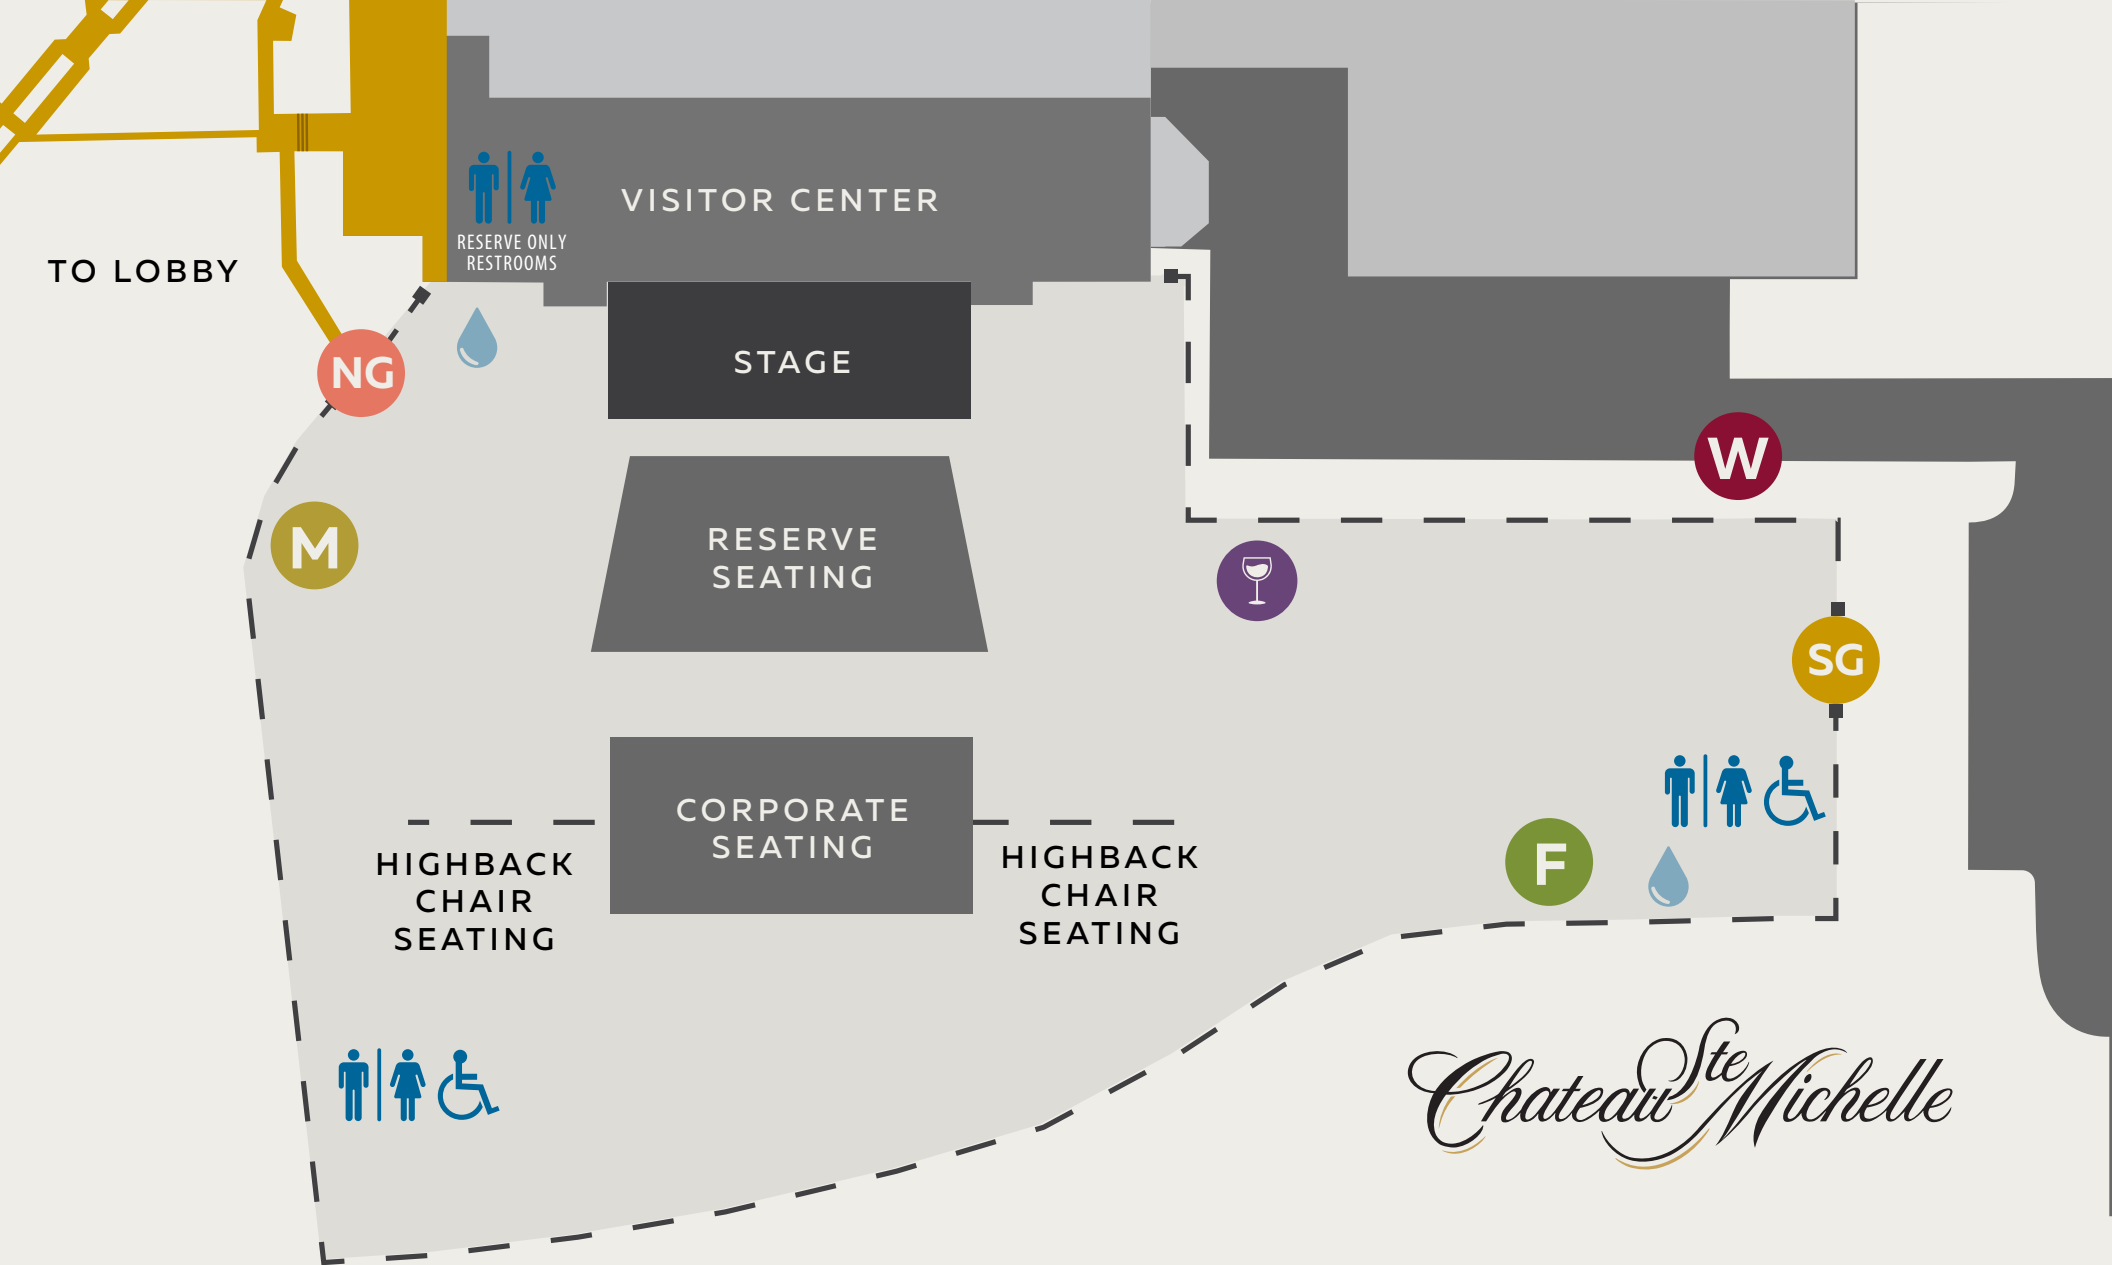 VISITOR CENTER
RESERVE ONLY
RESTROOMS
TO LOBBY
STAGE
NG
W
M
RESERVE
SEATING
SG
CORPORATE
SEATING
HIGHBACK
CHAIR
SEATING
HIGHBACK
CHAIR
SEATING
F
Chateau Ste Michelle